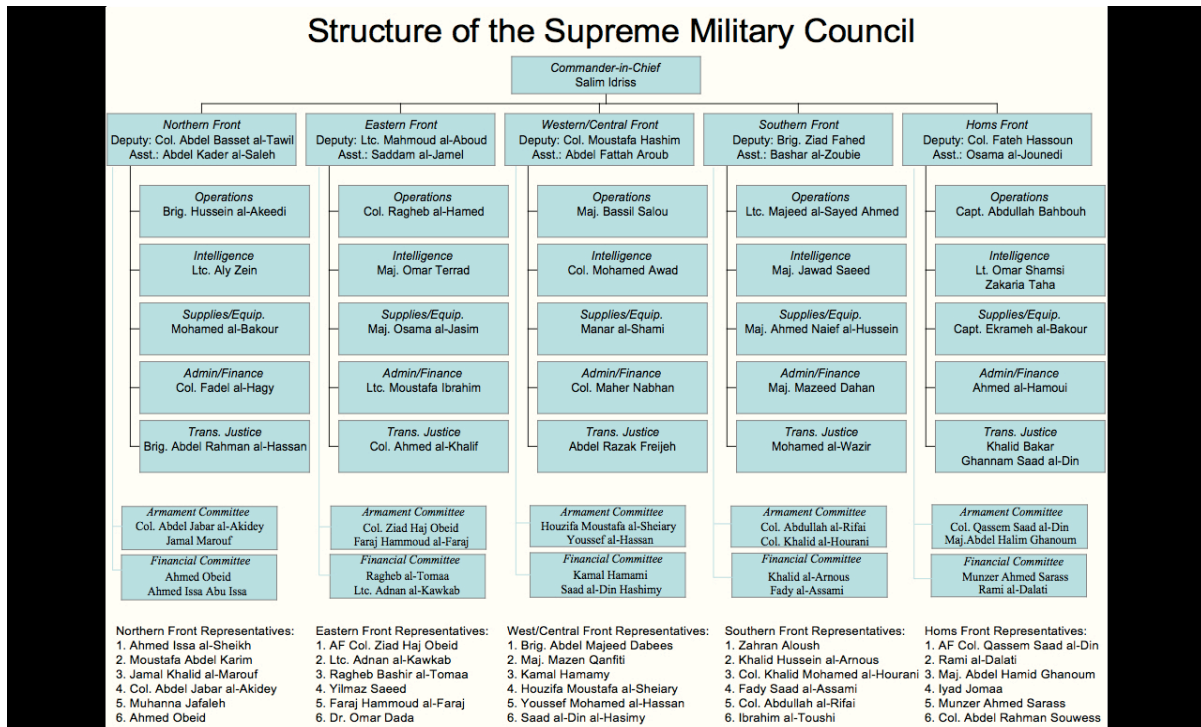 Structure of the Supreme Military Council
Commander-in-Chief
Salim Idriss
Northern Front
Deputy: Col. Abdel Basset al-Tawil
Asst.: Abdel Kader al-Saleh
Operations
Brig. Hussein al-Akeedi
Intelligence
Ltc. Aly Zein
Supplies/Equip.
Mohamed al-Bakour
Admin/Finance
Col. Fadel al-Hagy
Trans. Justice
Brig. Abdel Rahman al-Hassan
Armament Committee
Col. Abdel Jabar al-Akidey
Jamal Marouf
Financial Committee
Ahmed Obeid
Ahmed Issa Abu Issa
Northern Front Representatives:
1. Ahmed Issa al-Sheikh
2. Moustafa Abdel Karim
3. Jamal Khalid al-Marouf
4. Col. Abdel Jabar al-Akidey
5. Muhanna Jafaleh
6. Ahmed Obeid
Eastern Front
Deputy: Ltc. Mahmoud al-Aboud
Asst.: Saddam al-Jamel
Operations
Col. Ragheb al-Hamed
Intelligence
Maj. Omar Terrad
Supplies/Equip.
Maj. Osama al-Jasim
Admin/Finance
Ltc. Moustafa Ibrahim
Trans. Justice
Col. Ahmed al-Khalif
Armament Committee
Col. Ziad Haj Obeid
Faraj Hammoud al-Faraj
Financial Committee
Ragheb al-Tomaa
Ltc. Adnan al-Kawkab
Eastern Front Representatives:
1. AF Col. Ziad Haj Obeid
2. Ltc. Adnan al-Kawkab
3. Ragheb Bashir al-Tomaa
4. Yilmaz Saeed
5. Faraj Hammoud al-Faraj
6. Dr. Omar Dada
Western/Central Front
Deputy: Col. Moustafa Hashim
Asst.: Abdel Fattah Aroub
Operations
Maj. Bassil Salou
Intelligence
Col. Mohamed Awad
Supplies/Equip.
Manar al-Shami
Admin/Finance
Col. Maher Nabhan
Trans. Justice
Abdel Razak Freijeh
Armament Committee
Houzifa Moustafa al-Sheiary
Youssef al-Hassan
Financial Committee
Kamal Hamami
Saad al-Din Hashimy
West/Central Front Representatives:
1. Brig. Abdel Majeed Dabees
2. Maj. Mazen Qanfiti
3. Kamal Hamamy
4. Houzifa Moustafa al-Sheiary
5. Youssef Mohamed al-Hassan
6. Saad al-Din al-Hasimy
Southern Front
Deputy: Brig. Ziad Fahed
Asst.: Bashar al-Zoubie
Operations
Ltc. Majeed al-Sayed Ahmed
Intelligence
Maj. Jawad Saeed
Supplies/Equip.
Maj. Ahmed Naief al-Hussein
Admin/Finance
Maj. Mazeed Dahan
Trans. Justice
Mohamed al-Wazir
Armament Committee
Col. Abdullah al-Rifai
Col. Khalid al-Hourani
Financial Committee
Khalid al-Arnous
Fady al-Assami
Southern Front Representatives:
1. Zahran Aloush
2. Khalid Hussein al-Arnous
3. Col. Khalid Mohamed al-Hourani
4. Fady Saad al-Assami
5. Col. Abdullah al-Rifai
6. Ibrahim al-Toushi
Homs Front
Deputy: Col. Fateh Hassoun
Asst.: Osama al-Jounedi
Operations
Capt. Abdullah Bahbouh
Intelligence
Lt. Omar Shamsi
Zakaria Taha
Supplies/Equip.
Capt. Ekrameh al-Bakour
Admin/Finance
Ahmed al-Hamoui
Trans. Justice
Khalid Bakar
Ghannam Saad al-Din
Armament Committee
Col. Qassem Saad al-Din
Maj.Abdel Halim Ghanoum
Financial Committee
Munzer Ahmed Sarass
Rami al-Dalati
Homs Front Representatives:
1. AF Col. Qassem Saad al-Din
2. Rami al-Dalati
3. Maj. Abdel Hamid Ghanoum
4. Iyad Jomaa
5. Munzer Ahmed Sarass
6. Col. Abdel Rahman Souwess